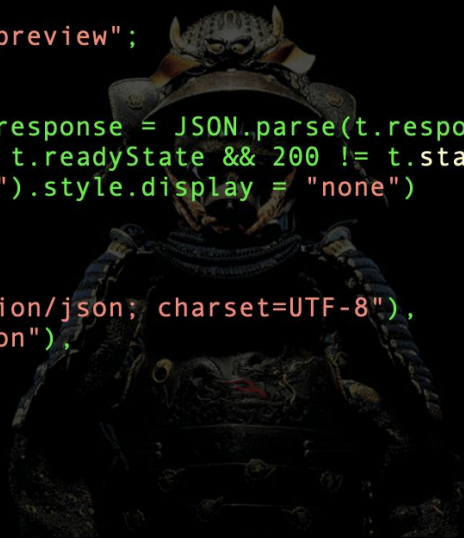 preview";
response = JSON.parse(t.respo
t.readyState && 200 != t.sta
").style.display = "none")
ion/json; charset=UTF-8"),
on"),